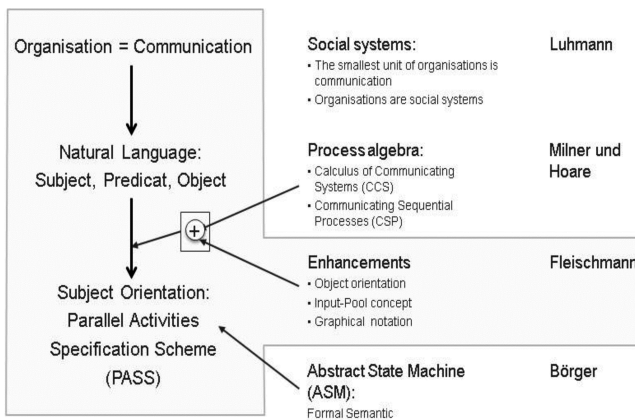 Organisation = Communication
Natural Language:
Subject, Predicat, Object
Subject Orientation:
Parallel Activities
Specification Scheme
(PASS)
+
Social systems:
Luhmann
▪ The smallest unit of organisations is
communication
▪ Organisations are social systems
Process algebra:
Milner und
Hoare
▪ Calculus of Communicating
Systems (CCS)
▪ Communicating Sequential
Processes (CSP)
Enhancements
Fleischmann
▪ Object orientation
▪ Input-Pool concept
▪ Graphical notation
Abstract State Machine
(ASM):
Börger
Formal Semantic